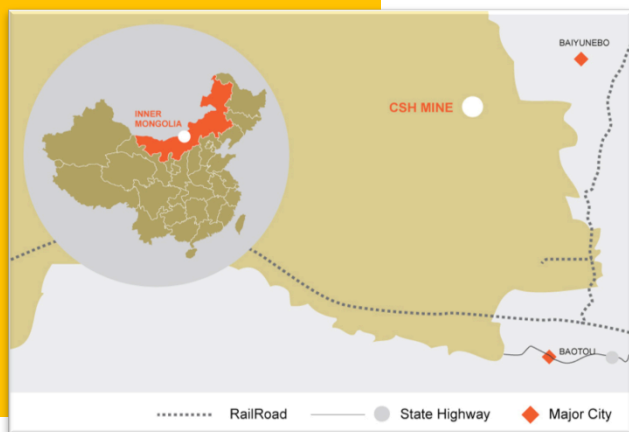 BAIYUNEBO
CSH MINE
INNER
MONGOLIA
BAOTOU
RailRoad
State Highway
Major City